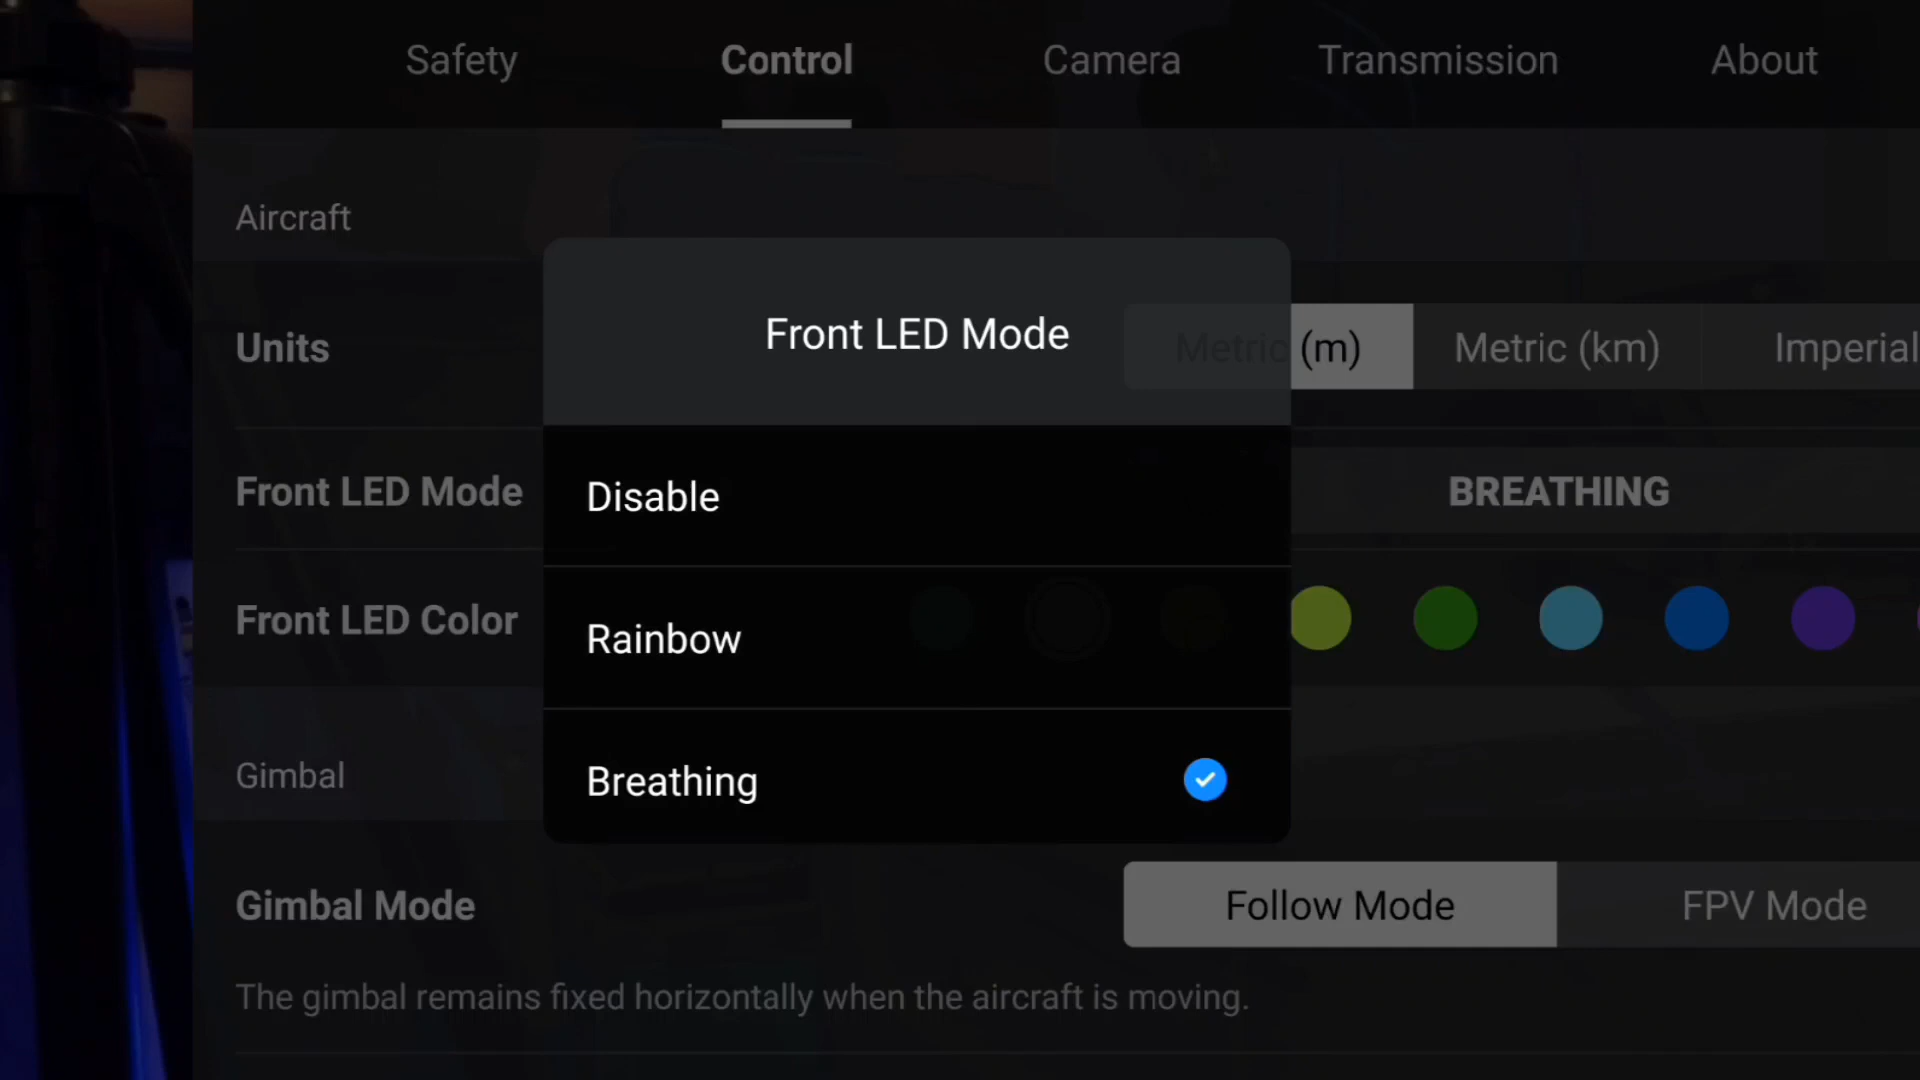 Safety Control Camera Transmission About
Aircraft
Units Metric (m) Metric (km) Imperial
Front LED Mode
Front LED Mode BREATHING
Disable
Front LED Color
Rainbow
Gimbal
Breathing
Gimbal Mode Follow Mode FPV Mode
The gimbal remains fixed horizontally when the aircraft is moving.